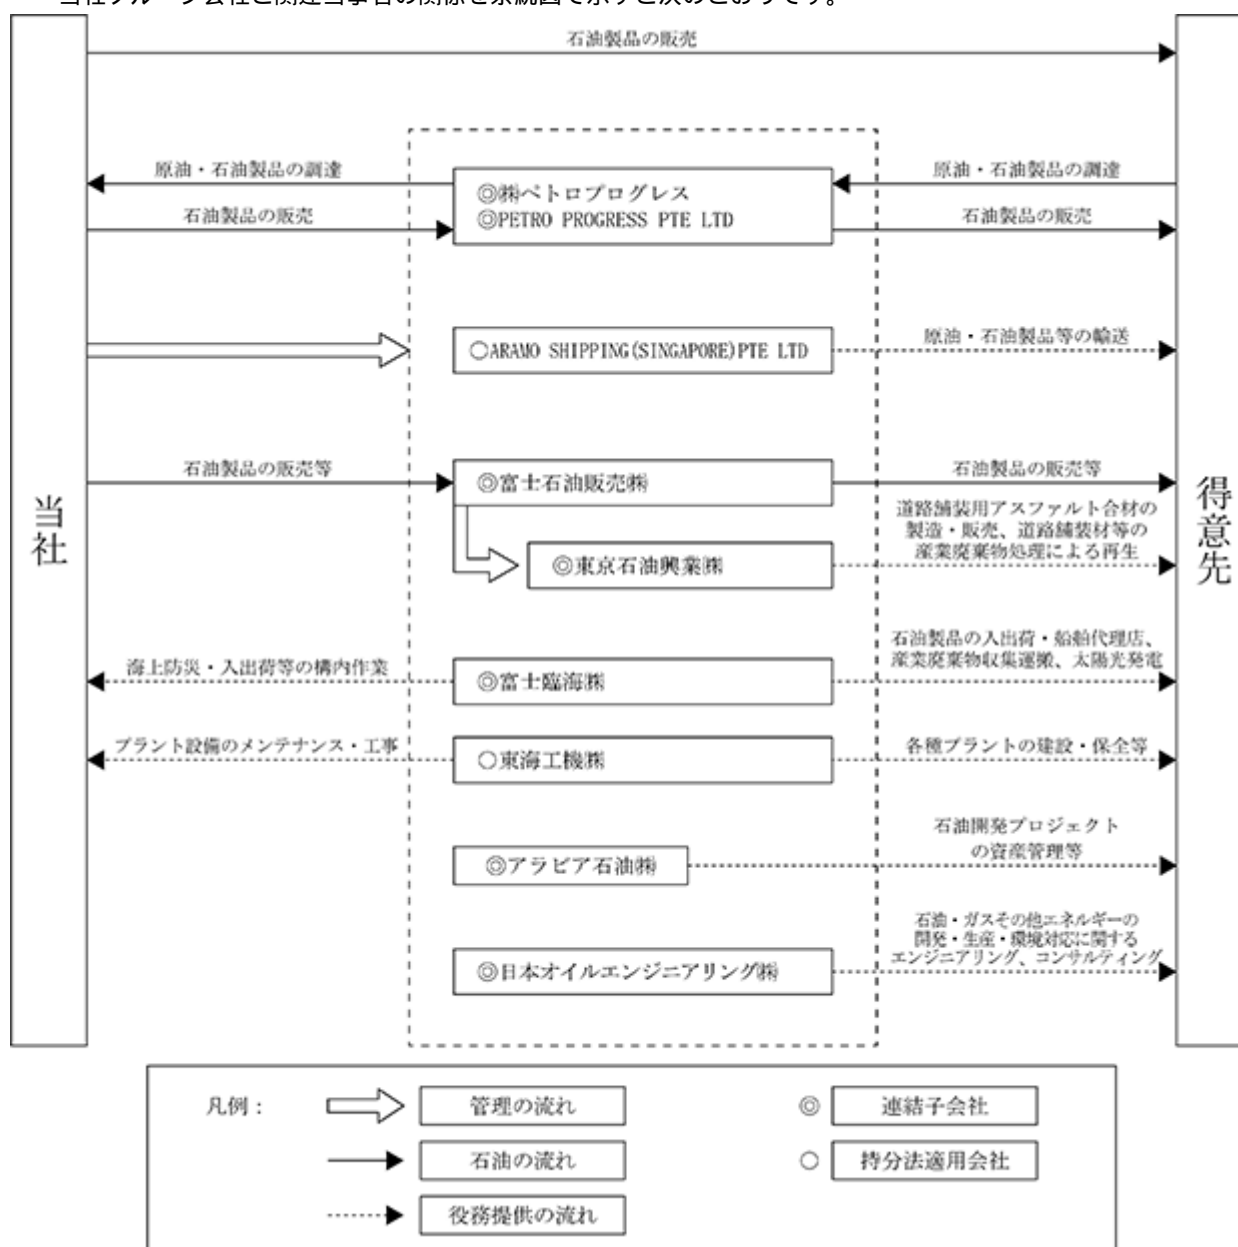 当社グループ会社と関連当事者の関係を系統図で示すと次のとおりです。
石油製品の販売
原油・石油製品の調達
原油・石油製品の調達
◎㈱ペトロプログレス
◎PETRO PROGRESS PTE LTD
石油製品の販売
石油製品の販売
○ARAMO SHIPPING(SINGAPORE)PTE LTD
原油・石油製品等の輸送
石油製品の販売等
◎富士石油販売㈱
石油製品の販売等
当社
得意先
道路舗装用アスファルト合材の
製造・販売、道路舗装材等の
産業廃棄物処理による再生
◎東京石油興業㈱
石油製品の入出荷・船舶代理店、
産業廃棄物収集運搬、太陽光発電
海上防災・入出荷等の構内作業
◎富士臨海㈱
プラント設備のメンテナンス・工事
○東海工機㈱
各種プラントの建設・保全等
石油開発プロジェクト
の資産管理等
◎アラビア石油㈱
石油・ガスその他エネルギーの
開発・生産・環境対応に関する
エンジニアリング、コンサルティング
◎日本オイルエンジニアリング㈱
凡例：
管理の流れ
◎ 連結子会社
石油の流れ
○ 持分法適用会社
役務提供の流れ